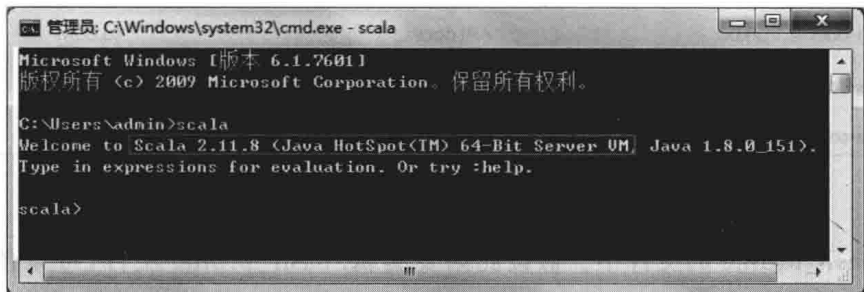 管理员: C:\Windows\system32\cmd.exe - scala
Microsoft Windows [版本 6.1.7601]
版权所有 (c) 2009 Microsoft Corporation。保留所有权利。
C:\Users\admin>scala
Welcome to Scala 2.11.8 (Java HotSpot(TM) 64-Bit Server VM, Java 1.8.0_151).
Type in expressions for evaluation. Or try :help.
scala>